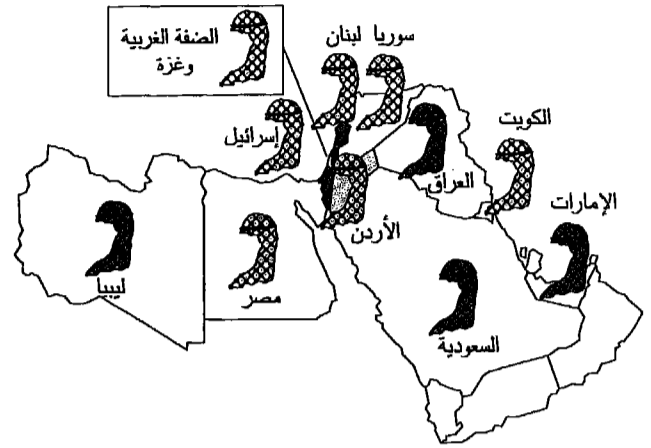 الضفة الغربية
وغزة
سوريا لبنان
إسرائيل
العراق
الكويت
الإمارات
الأردن
ليبيا
مصر
السعودية